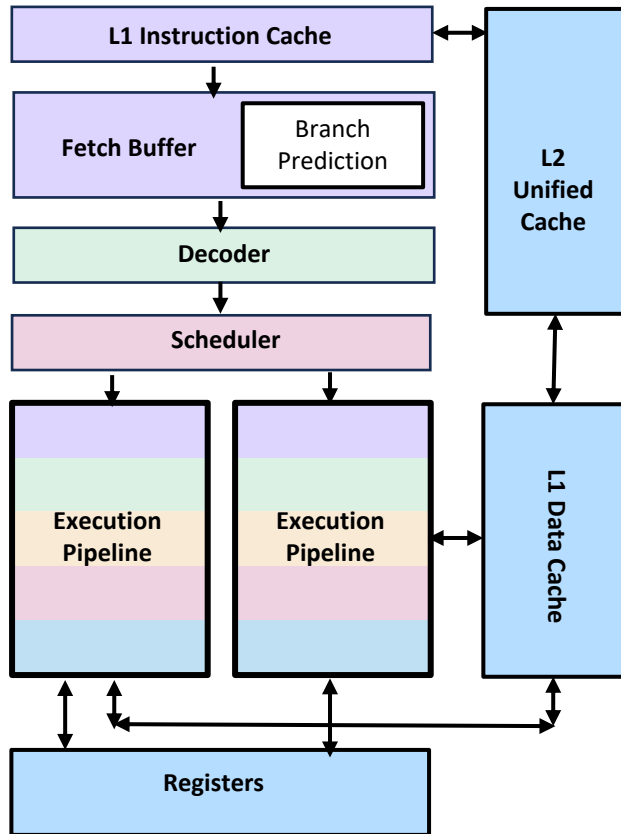 L1 Instruction Cache
Fetch Buffer
Branch
Prediction
L2
Unified
Cache
Decoder
Scheduler
Execution
Pipeline
Execution
Pipeline
L1 Data Cache
Registers